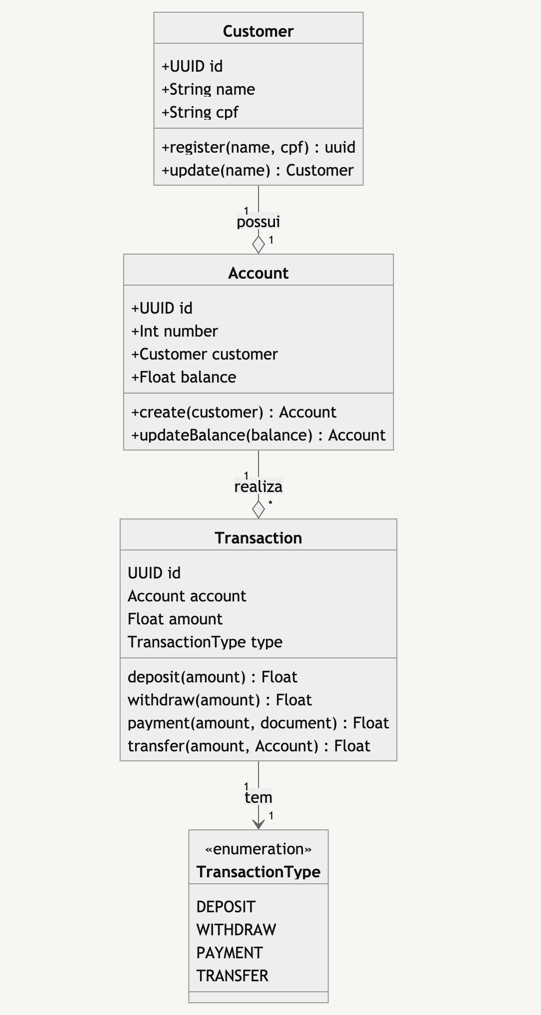 Customer
+UUID id
+String name
+String cpf
+register(name, cpf) : uuid
+update(name) : Customer
1
possui
1
Account
+UUID id
+Int number
+Customer customer
+Float balance
+create(customer) : Account
+updateBalance(balance) : Account
1
realiza
*
Transaction
UUID id
Account account
Float amount
TransactionType type
deposit(amount) : Float
withdraw(amount) : Float
payment(amount, document) : Float
transfer(amount, Account) : Float
1
tem
1
«enumeration»
TransactionType
DEPOSIT
WITHDRAW
PAYMENT
TRANSFER